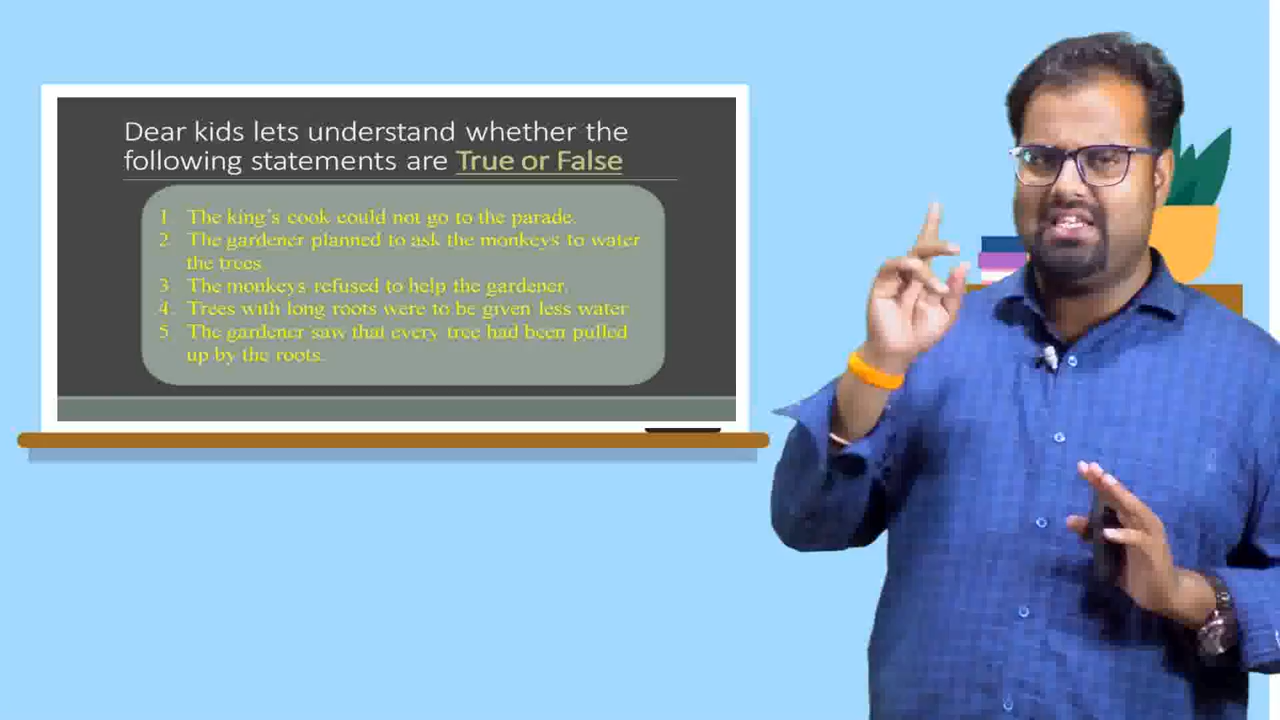 Dear kids lets understand whether the
following statements are True or False
1. The king's cook could not go to the parade.
2. The gardener planned to ask the monkeys to water
the trees
3. The monkeys refused to help the gardener.
4. Trees with long roots were to be given less water
5. The gardener saw that every tree had been pulled
up by the roots.